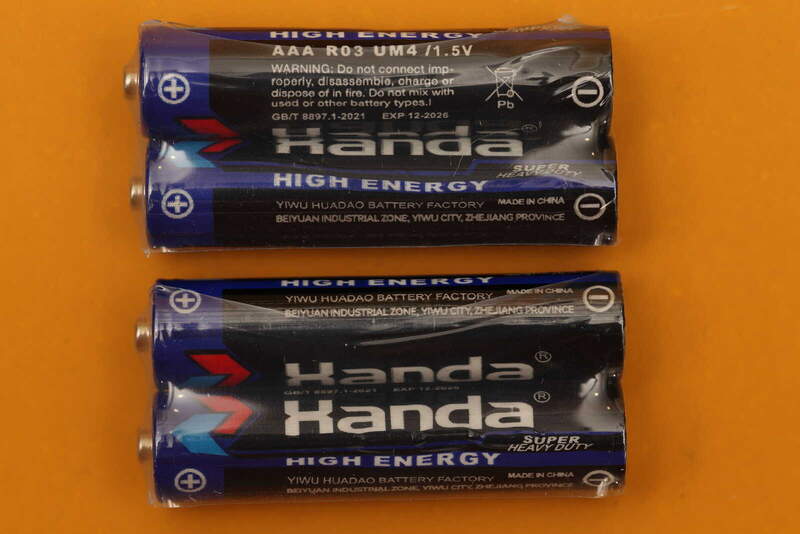 HIGH ENERGY
AAA R03 UM4 /1.5V
WARNING: Do not connect imp-
roperly, disassemble, charge or
dispose of in fire. Do not mix with
used or other battery types.
Pb
GB/T 8897.1-2021 EXP 12-2026
Xanda ®
SUPER
HEAVY DUTY
HIGH ENERGY
YIWU HUADAO BATTERY FACTORY MADE IN CHINA
BEIYUAN INDUSTRIAL ZONE, YIWU CITY, ZHEJIANG PROVINCE
HIGH ENERGY
YIWU HUADAO BATTERY FACTORY MADE IN CHINA
BEIYUAN INDUSTRIAL ZONE, YIWU CITY, ZHEJIANG PROVINCE
Xanda ®
GB/T 8897.1-2021 EXP 12-2026
Xanda ®
SUPER
HEAVY DUTY
HIGH ENERGY
YIWU HUADAO BATTERY FACTORY MADE IN CHINA
BEIYUAN INDUSTRIAL ZONE, YIWU CITY, ZHEJIANG PROVINCE